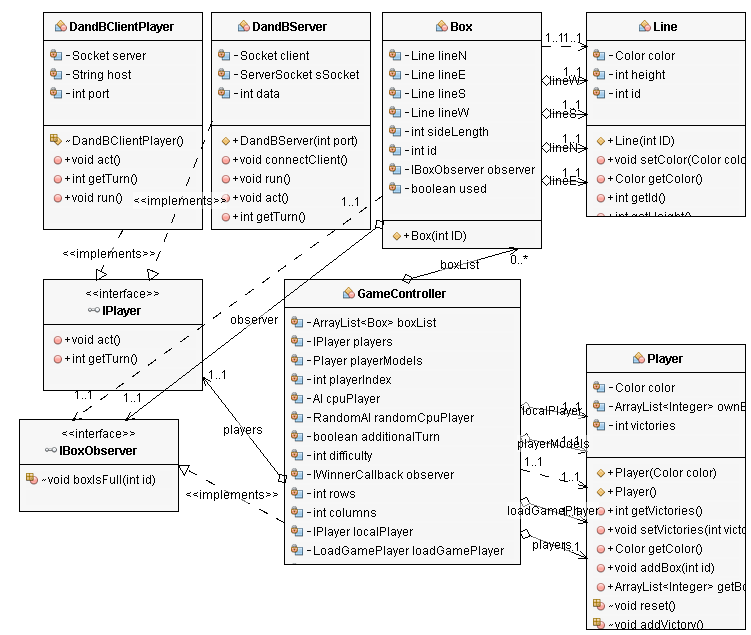 DandBClientPlayer
-Socket server
-String host
-int port
~DandBClientPlayer()
+void act()
+int getTurn()
+void run()
DandBServer
-Socket client
-ServerSocket sSocket
-int data
+DandBServer(int port)
+void connectClient()
+void run()
+void act()
+int getTurn()
Box
-Line lineN
-Line lineE
-Line lineS
-Line lineW
-int sideLength
-int id
-IBoxObserver observer
-boolean used
+Box(int ID)
Line
-Color color
-int height
-int id
+Line(int ID)
+void setColor(Color colo
+Color getColor()
+int getId()
+int getHeight()
1..1
1..1
1..1
lineW
1..1
lineS
1..1
lineN
1..1
lineE
<<implements>>
<<implements>>
1..1
boxList
0..*
<<interface>>
IPlayer
+void act()
+int getTurn()
observer
1..1
1..1
1..1
players
<<interface>>
IBoxObserver
~void boxIsFull(int id)
<<implements>>
GameController
-ArrayList<Box> boxList
-IPlayer players
-Player playerModels
-int playerIndex
-AI cpuPlayer
-RandomAI randomCpuPlayer
-boolean additionalTurn
-int difficulty
-IWinnerCallback observer
-int rows
-int columns
-IPlayer localPlayer
-LoadGamePlayer loadGamePlayer
localPlayer
1..1
playerModels
1..1
1..1
1..1
loadGamePlayer
1..1
players
1..1
Player
-Color color
-ArrayList<Integer> ownE
-int victories
+Player(Color color)
+Player()
+int getVictories()
+void setVictories(int victo
+Color getColor()
+void addBox(int id)
+ArrayList<Integer> getBo
~void reset()
~void addVictory()